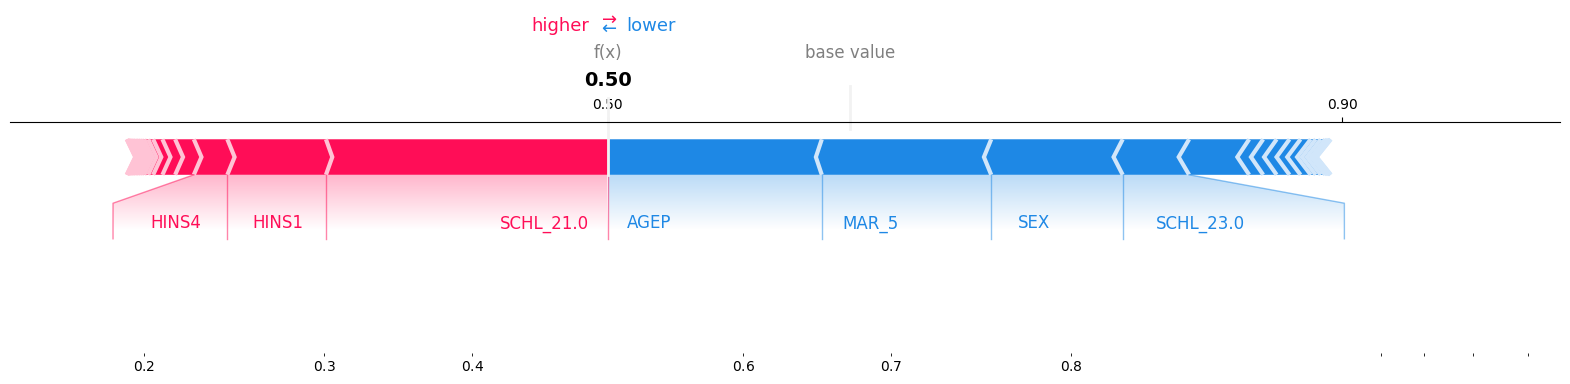 higher ⇄ lower
f(x) base value
0.50
0.50 0.90
HINS4 HINS1 SCHL_21.0 AGEP MAR_5 SEX SCHL_23.0
0.2 0.3 0.4 0.6 0.7 0.8